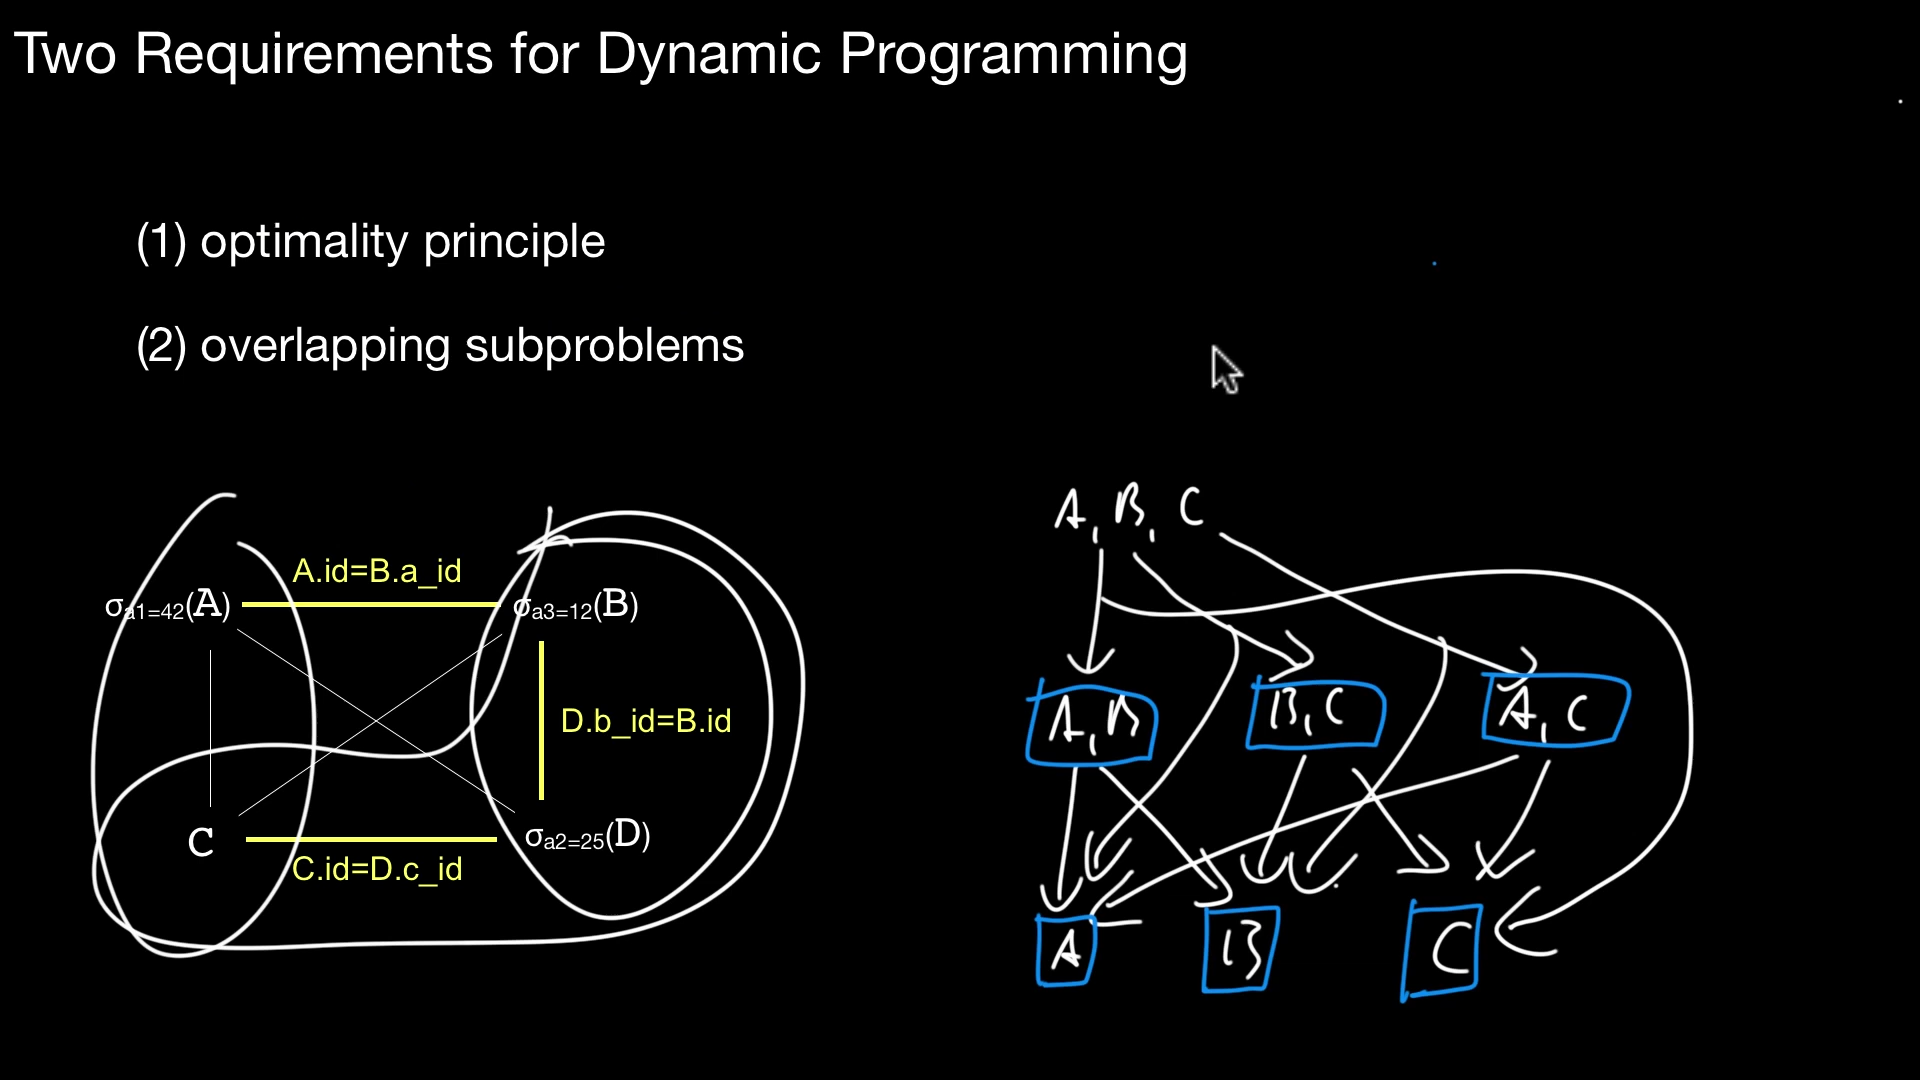 Two Requirements for Dynamic Programming
(1) optimality principle
(2) overlapping subproblems
A.id=B.a_id
σa1=42(A)
σa3=12(B)
D.b_id=B.id
C
σa2=25(D)
C.id=D.c_id
A, B, C
A, B
B, C
A, C
A
B
C